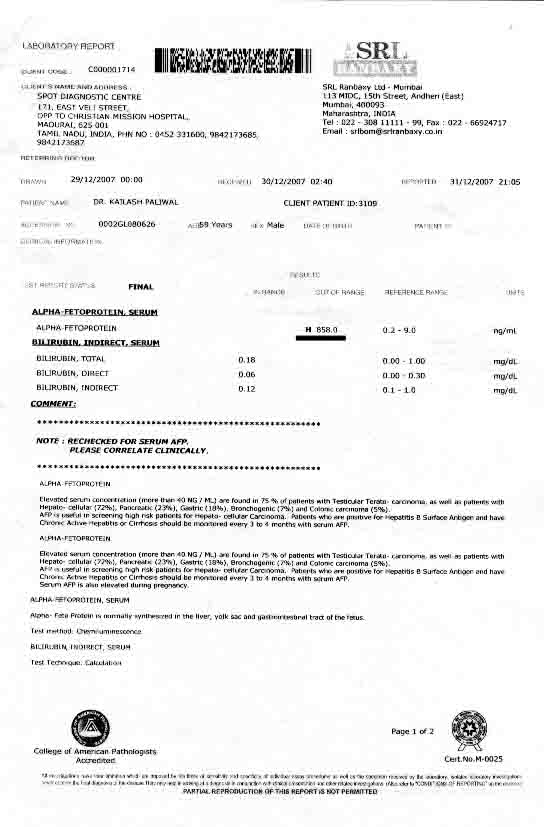 LABORATORY REPORT
SRL
RANBAXY
CLIENT CODE : C000001714
CLIENT'S NAME AND ADDRESS :
SPOT DIAGNOSTIC CENTRE
171, EAST VELI STREET,
OPP TO CHRISTIAN MISSION HOSPITAL,
MADURAI, 625 001
TAMIL NADU, INDIA, PHN NO : 0452 331600, 9842173685,
9842173687
SRL Ranbaxy Ltd - Mumbai
113 MIDC, 15th Street, Andheri (East)
Mumbai, 400093
Maharashtra, INDIA
Tel : 022 - 308 11111 - 99, Fax : 022 - 66924717
Email : srlbom@srlranbaxy.co.in
REFERRING DOCTOR
DRAWN 29/12/2007 00:00 RECEIVED 30/12/2007 02:40 REPORTED 31/12/2007 21:05
PATIENT NAME DR. KAILASH PALIWAL CLIENT PATIENT ID:3109
ACCESSION NO. 0002GL080626 AGE 59 Years SEX Male DATE OF BIRTH PATIENT ID
CLINICAL INFORMATION
RESULTS
TEST REPORT STATUS FINAL IN RANGE OUT OF RANGE REFERENCE RANGE UNITS
ALPHA-FETOPROTEIN, SERUM
ALPHA-FETOPROTEIN H 858.0 0.2 - 9.0 ng/mL
BILIRUBIN, INDIRECT, SERUM
BILIRUBIN, TOTAL 0.18 0.00 - 1.00 mg/dL
BILIRUBIN, DIRECT 0.06 0.00 - 0.30 mg/dL
BILIRUBIN, INDIRECT 0.12 0.1 - 1.0 mg/dL
COMMENT:
*****************************************************
NOTE : RECHECKED FOR SERUM AFP.
PLEASE CORRELATE CLINICALLY.
*****************************************************
ALPHA-FETOPROTEIN
Elevated serum concentration (more than 40 NG / ML) are found in 75 % of patients with Testicular Terato- carcinoma, as well as patients with
Hepato- cellular (72%), Pancreatic (23%), Gastric (18%), Bronchogenic (7%) and Colonic carcinoma (5%).
AFP is useful in screening high risk patients for Hepato- cellular Carcinoma. Patients who are positive for Hepatitis B Surface Antigen and have
Chronic Active Hepatitis or Cirrhosis should be monitored every 3 to 4 months with serum AFP.
ALPHA-FETOPROTEIN
Elevated serum concentration (more than 40 NG / ML) are found in 75 % of patients with Testicular Terato- carcinoma, as well as patients with
Hepato- cellular (72%), Pancreatic (23%), Gastric (18%), Bronchogenic (7%) and Colonic carcinoma (5%).
AFP is useful in screening high risk patients for Hepato- cellular Carcinoma. Patients who are positive for Hepatitis B Surface Antigen and have
Chronic Active Hepatitis or Cirrhosis should be monitored every 3 to 4 months with serum AFP.
Serum AFP is also elevated during pregnancy.
ALPHA-FETOPROTEIN, SERUM
Alpha- Feto Protein is normally synthesized in the liver, yolk sac and gastrointestinal tract of the fetus.
Test method: Chemiluminescence
BILIRUBIN, INDIRECT, SERUM
Test Technique: Calculation
College of American Pathologists
Accredited
Page 1 of 2
Cert.No.M-0025
PARTIAL REPRODUCTION OF THIS REPORT IS NOT PERMITTED